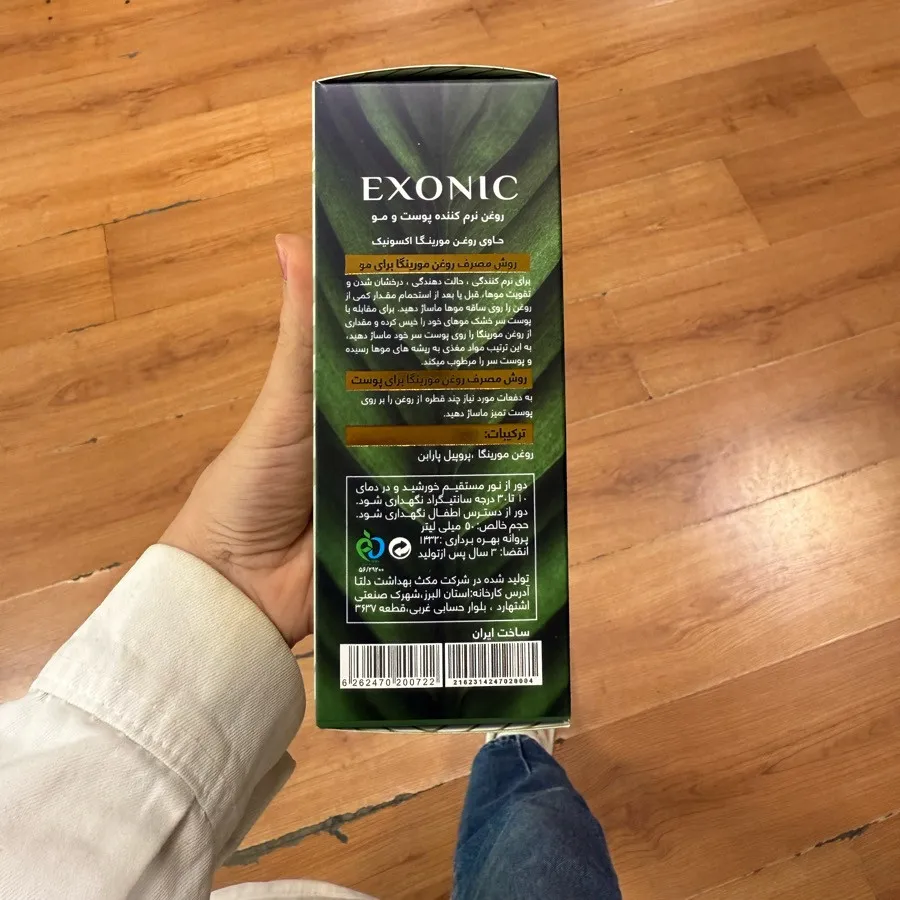 EXONIC
روغن نرم کننده پوست و مو
حاوی روغن مورینگا اکسونیک
روش مصرف روغن مورینگا برای مو
برای نرم کنندگی ، حالت دهندگی ، درخشان شدن و
تقویت موها، قبل یا بعد از استحمام مقدار کمی از
روغن را روی ساقه موها ماساژ دهید. برای مقابله با
پوست سر خشک موهای خود را خیس کرده و مقداری
از روغن مورینگا را روی پوست سر خود ماساژ دهید،
به این ترتیب مواد مغذی به ریشه های موها رسیده
و پوست سر را مرطوب میکند.
روش مصرف روغن مورینگا برای پوست
به دفعات مورد نیاز چند قطره از روغن را بر روی
پوست تمیز ماساژ دهید.
ترکیبات:
روغن مورینگا ،پروپیل پارابن
دور از نور مستقیم خورشید و در دمای
۱۰ تا ۳۰ درجه سانتیگراد نگهداری شود.
دور از دسترس اطفال نگهداری شود.
حجم خالص: ۵۰ میلی لیتر
پروانه بهره برداری :۱۴۳۲
انقضا: ۳ سال پس ازتولید
۵۶/۲۹۲۰۰
تولید شده در شرکت مکث بهداشت دلتا
آدرس کارخانه:استان البرز،شهرک صنعتی
اشتهارد ، بلوار حسابی غربی،قطعه ۳۶۳۷
ساخت ایران
6 262470 200722
2162314247020004